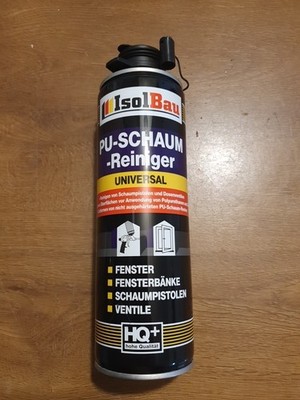 IsolBau
PU-SCHAUM
-Reiniger
UNIVERSAL
FENSTER
FENSTERBÄNKE
SCHAUMPISTOLEN
VENTILE
HQ+
hohe Qualität